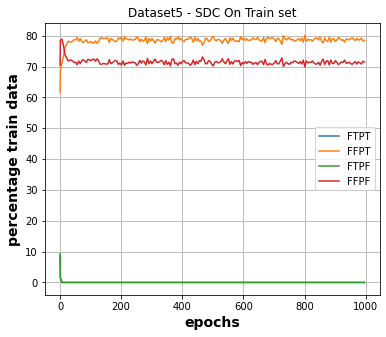 Dataset5 - SDC On Train set
percentage train data
80
70
60
50
40
30
20
10
0
FTPT
FFPT
FTPF
FFPF
0 200 400 600 800 1000
epochs